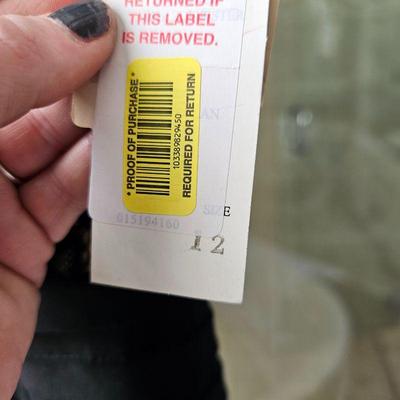 RETURNED IF
THIS LABEL
IS REMOVED.
* PROOF OF PURCHASE *
103389829450
REQUIRED FOR RETURN
SIZE
015194160
12